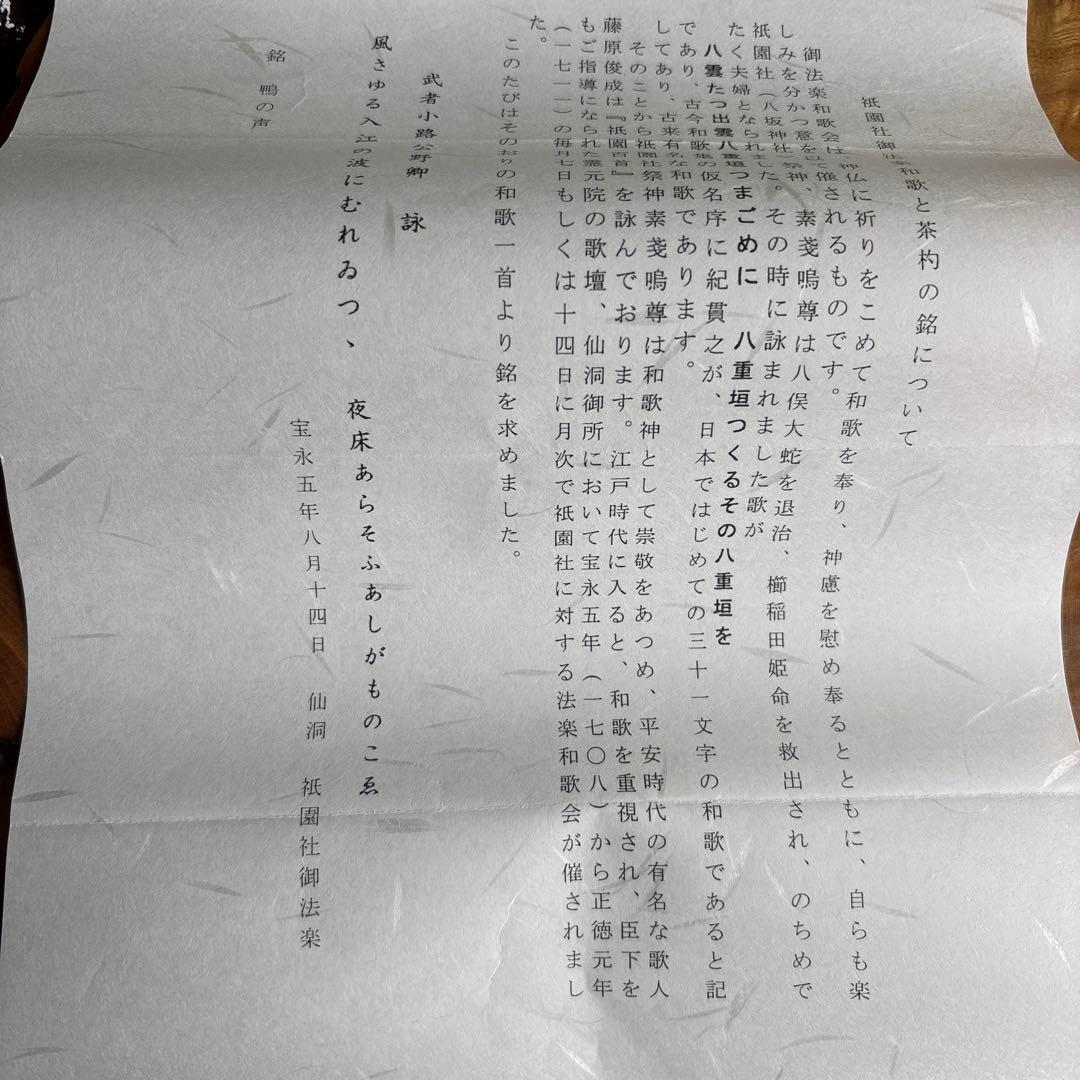 祇園社御法楽和歌と茶杓の銘について
御法楽和歌会は、神仏に祈りをこめて和歌を奉り、神慮を慰め奉るとともに、自らも楽
しみを分かつ意を以て催されるものです。
祇園社（八坂神社）祭神、素戔嗚尊は八俣大蛇を退治、櫛稲田姫命を救出され、のちめで
たく夫婦となられました。その時に詠まれました歌が
八雲たつ出雲八重垣つまごめに 八重垣つくるその八重垣を
であり、古今和歌集の仮名序に紀貫之が、日本ではじめての三十一文字の和歌であると記
してあり、古来有名な和歌であります。
そのことから祇園社祭神素戔嗚尊は和歌神として崇敬をあつめ、平安時代の有名な歌人
藤原俊成は『祇園百首』を詠んでおります。江戸時代に入ると、和歌を重視され、臣下を
もご指導になられた霊元院の歌壇、仙洞御所において宝永五年（一七〇八）から正徳元年
（一七一一）の毎月七日もしくは十四日に月次で祇園社に対する法楽和歌会が催されまし
た。
このたびはそのおりの和歌一首より銘を求めました。
武者小路公野卿 詠
風さゆる入江の波にむれゐつゝ 夜床あらそふあしがものこゑ
宝永五年八月十四日 仙洞 祇園社御法楽
銘 鴨の声